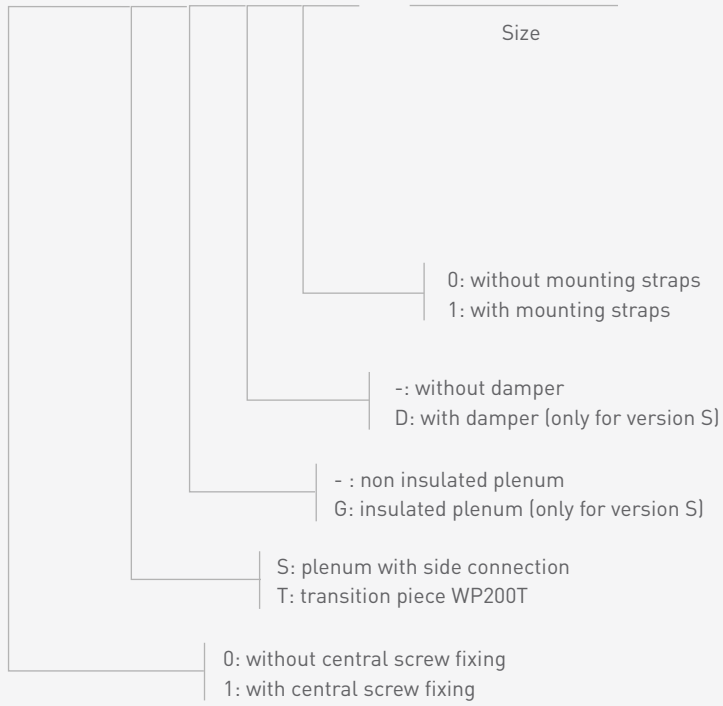 Size
0: without mounting straps
1: with mounting straps
-: without damper
D: with damper (only for version S)
- : non insulated plenum
G: insulated plenum (only for version S)
S: plenum with side connection
T: transition piece WP200T
0: without central screw fixing
1: with central screw fixing